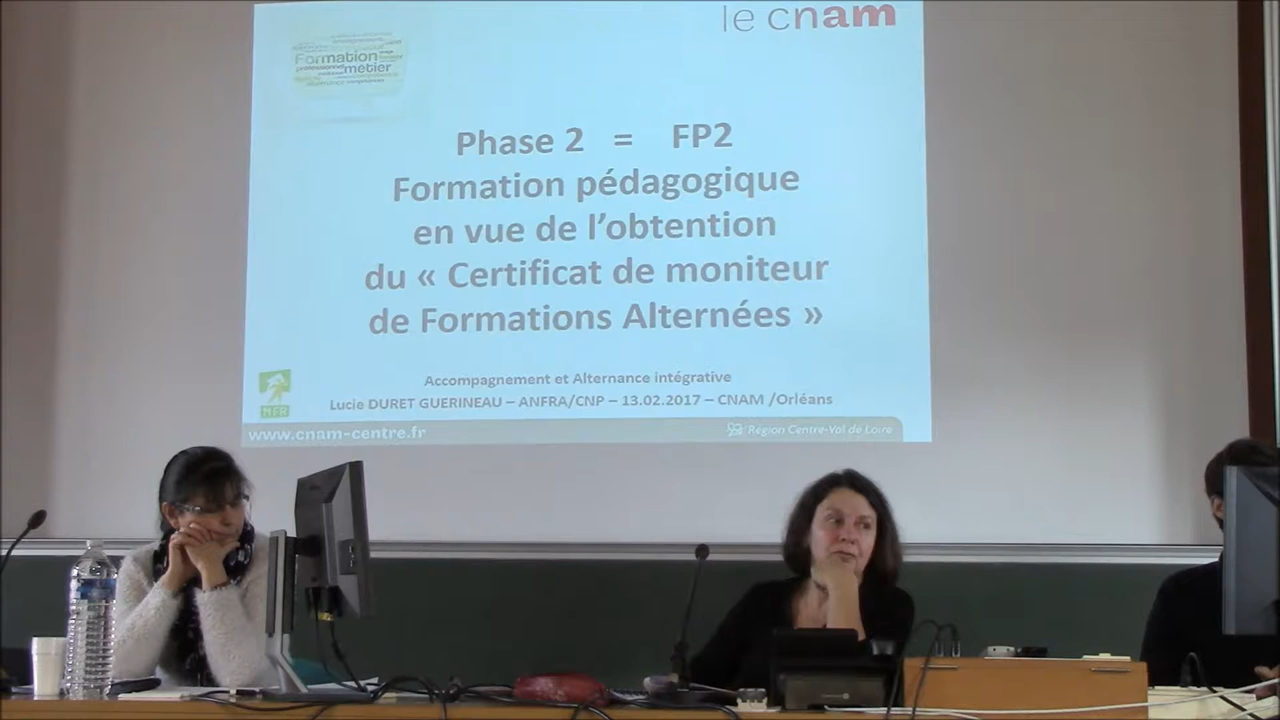 le cnam
Formation
professionnel
métier
Phase 2 = FP2
Formation pédagogique
en vue de l'obtention
du « Certificat de moniteur
de Formations Alternées »
Accompagnement et Alternance intégrative
Lucie DURET GUERINEAU – ANFRA/CNP – 13.02.2017 – CNAM /Orléans
MFR
www.cnam-centre.fr
Région Centre-Val de Loire